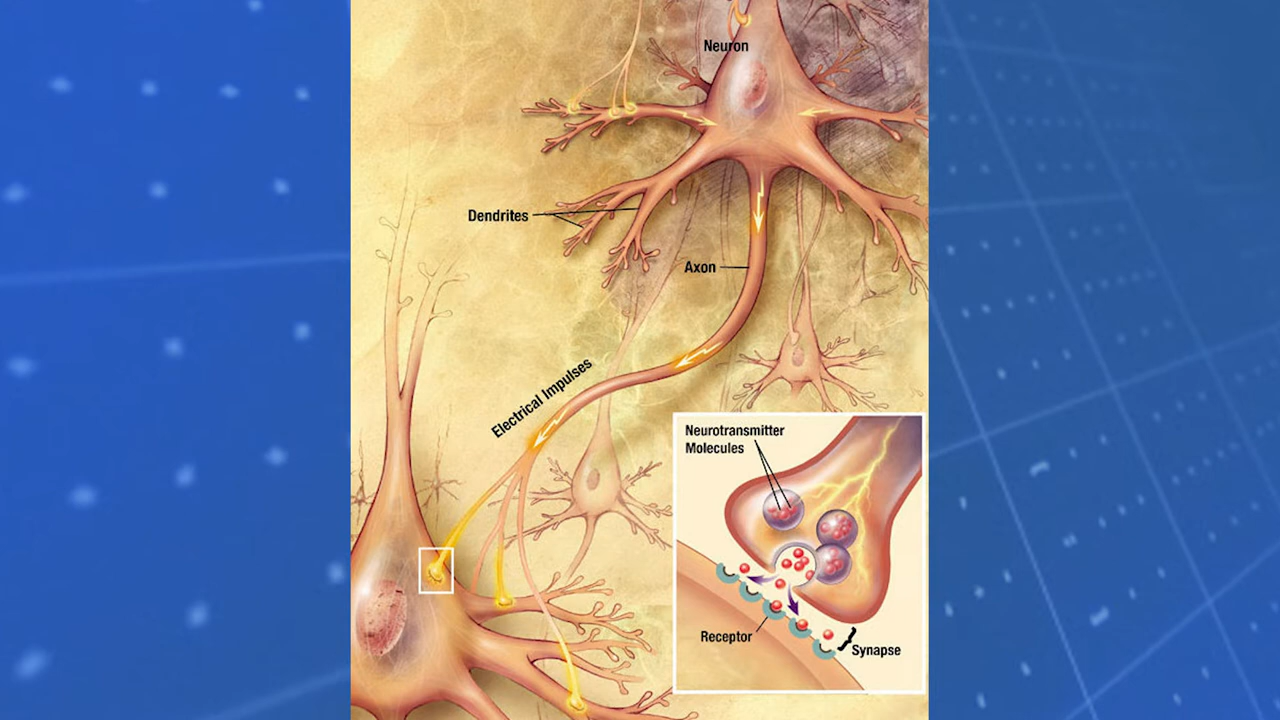 Neuron
Dendrites
Axon
Electrical Impulses
Neurotransmitter
Molecules
Receptor
Synapse